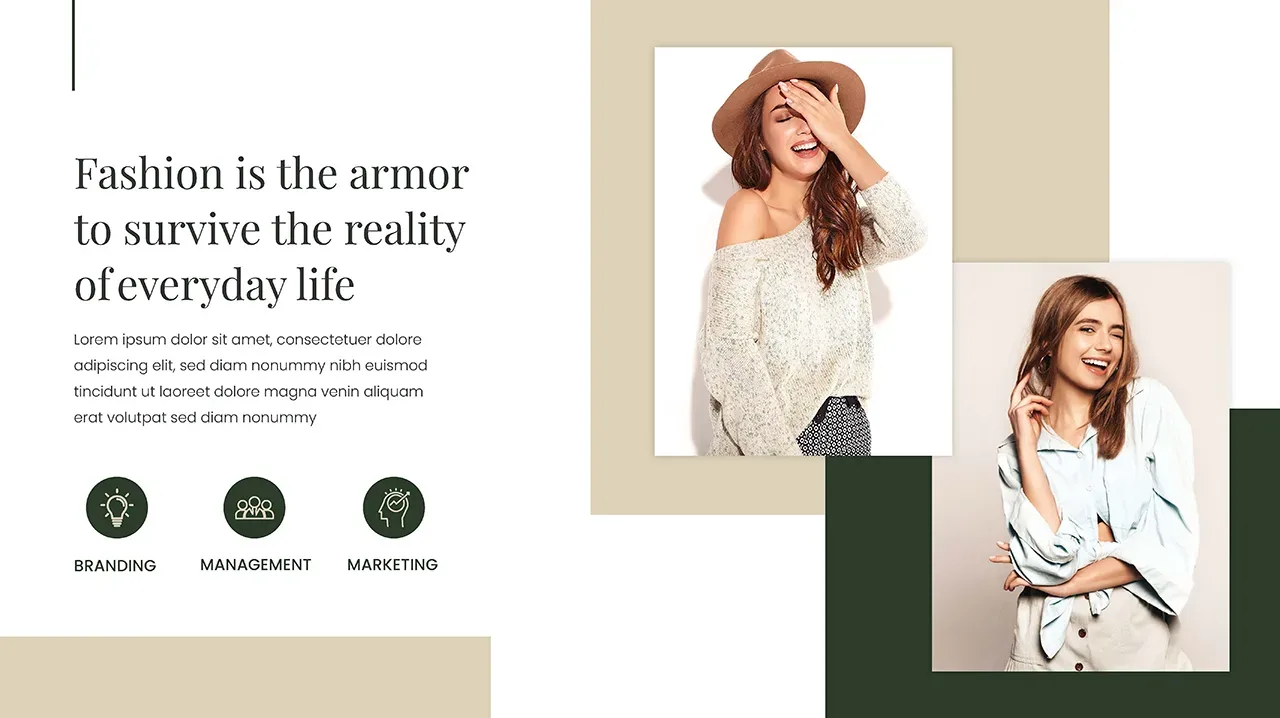 Fashion is the armor
to survive the reality
of everyday life
Lorem ipsum dolor sit amet, consectetuer dolore
adipiscing elit, sed diam nonummy nibh euismod
tincidunt ut laoreet dolore magna venin aliquam
erat volutpat sed diam nonummy
BRANDING
MANAGEMENT
MARKETING